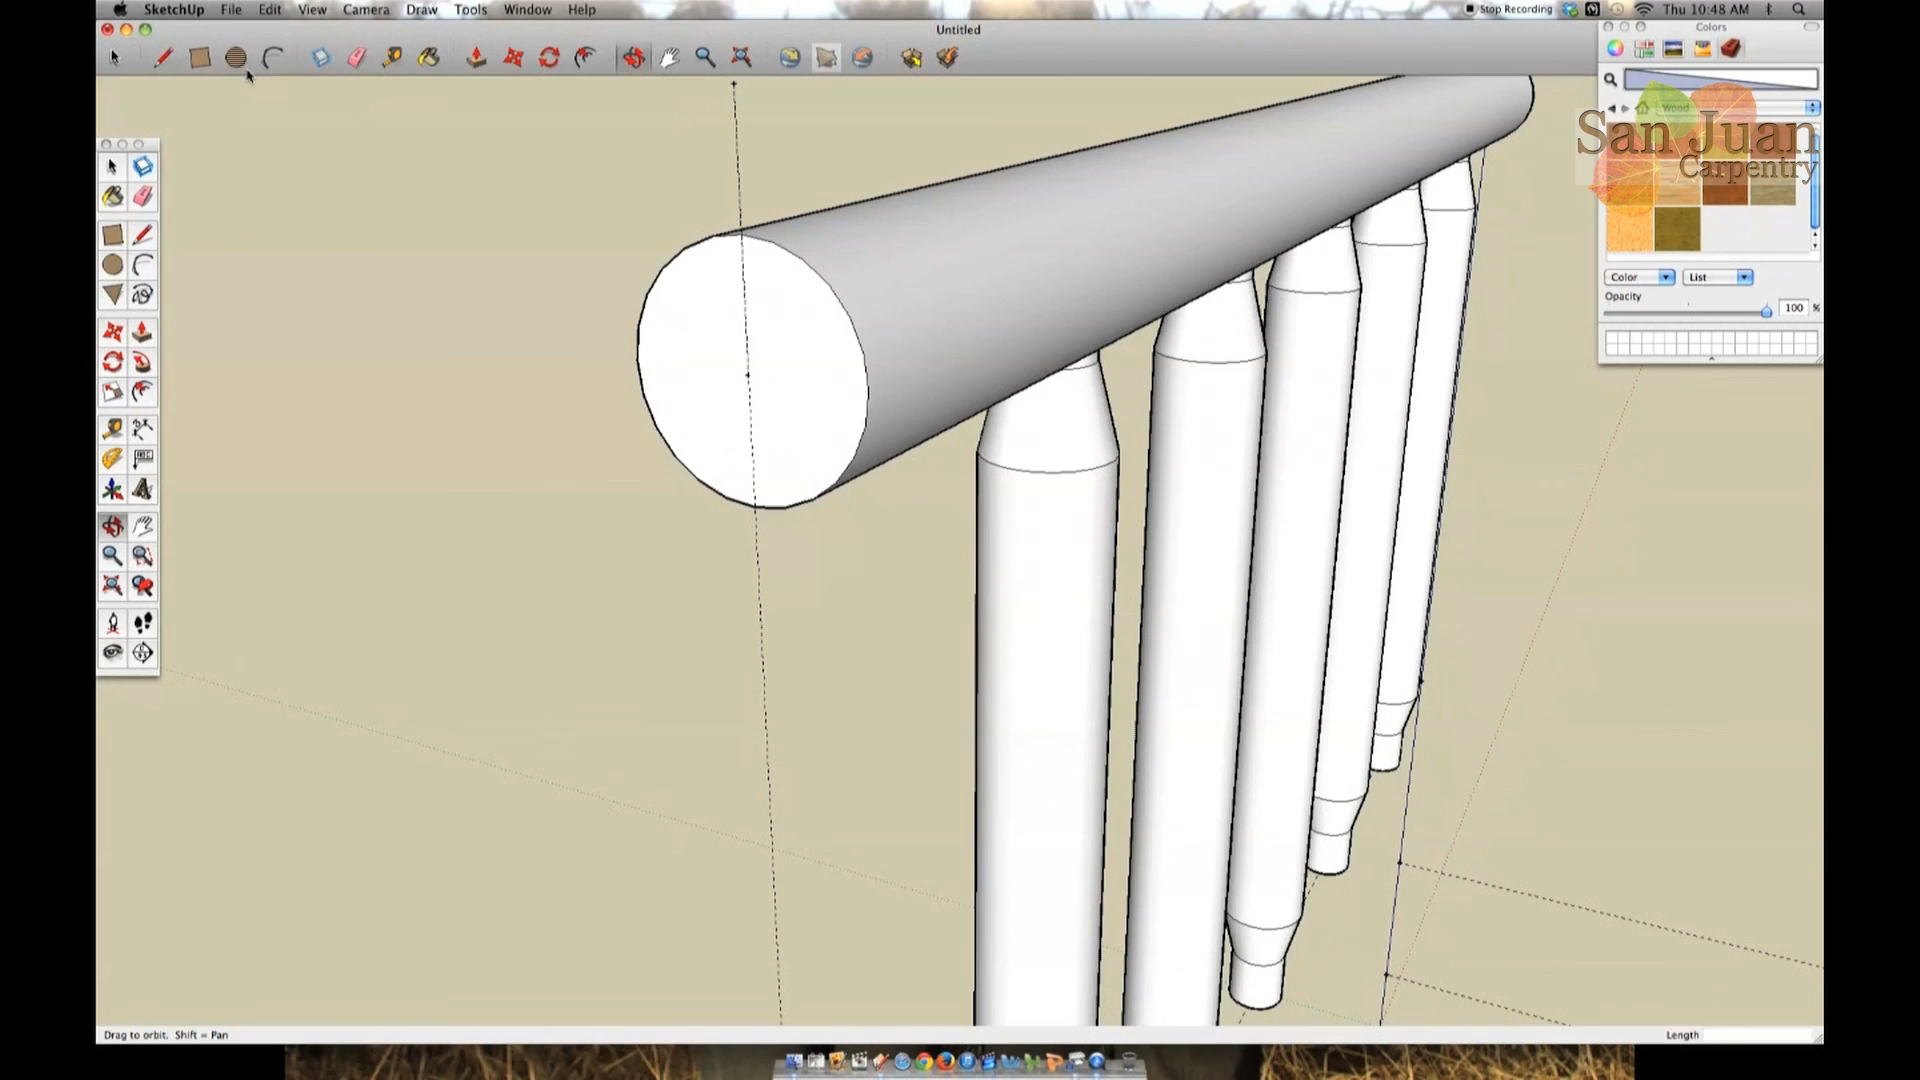 SketchUp File Edit View Camera Draw Tools Window Help
Stop Recording Thu 10:48 AM
Untitled
Colors
Wood
San Juan
Carpentry
Color List
Opacity
100 %
Drag to orbit. Shift = Pan
Length